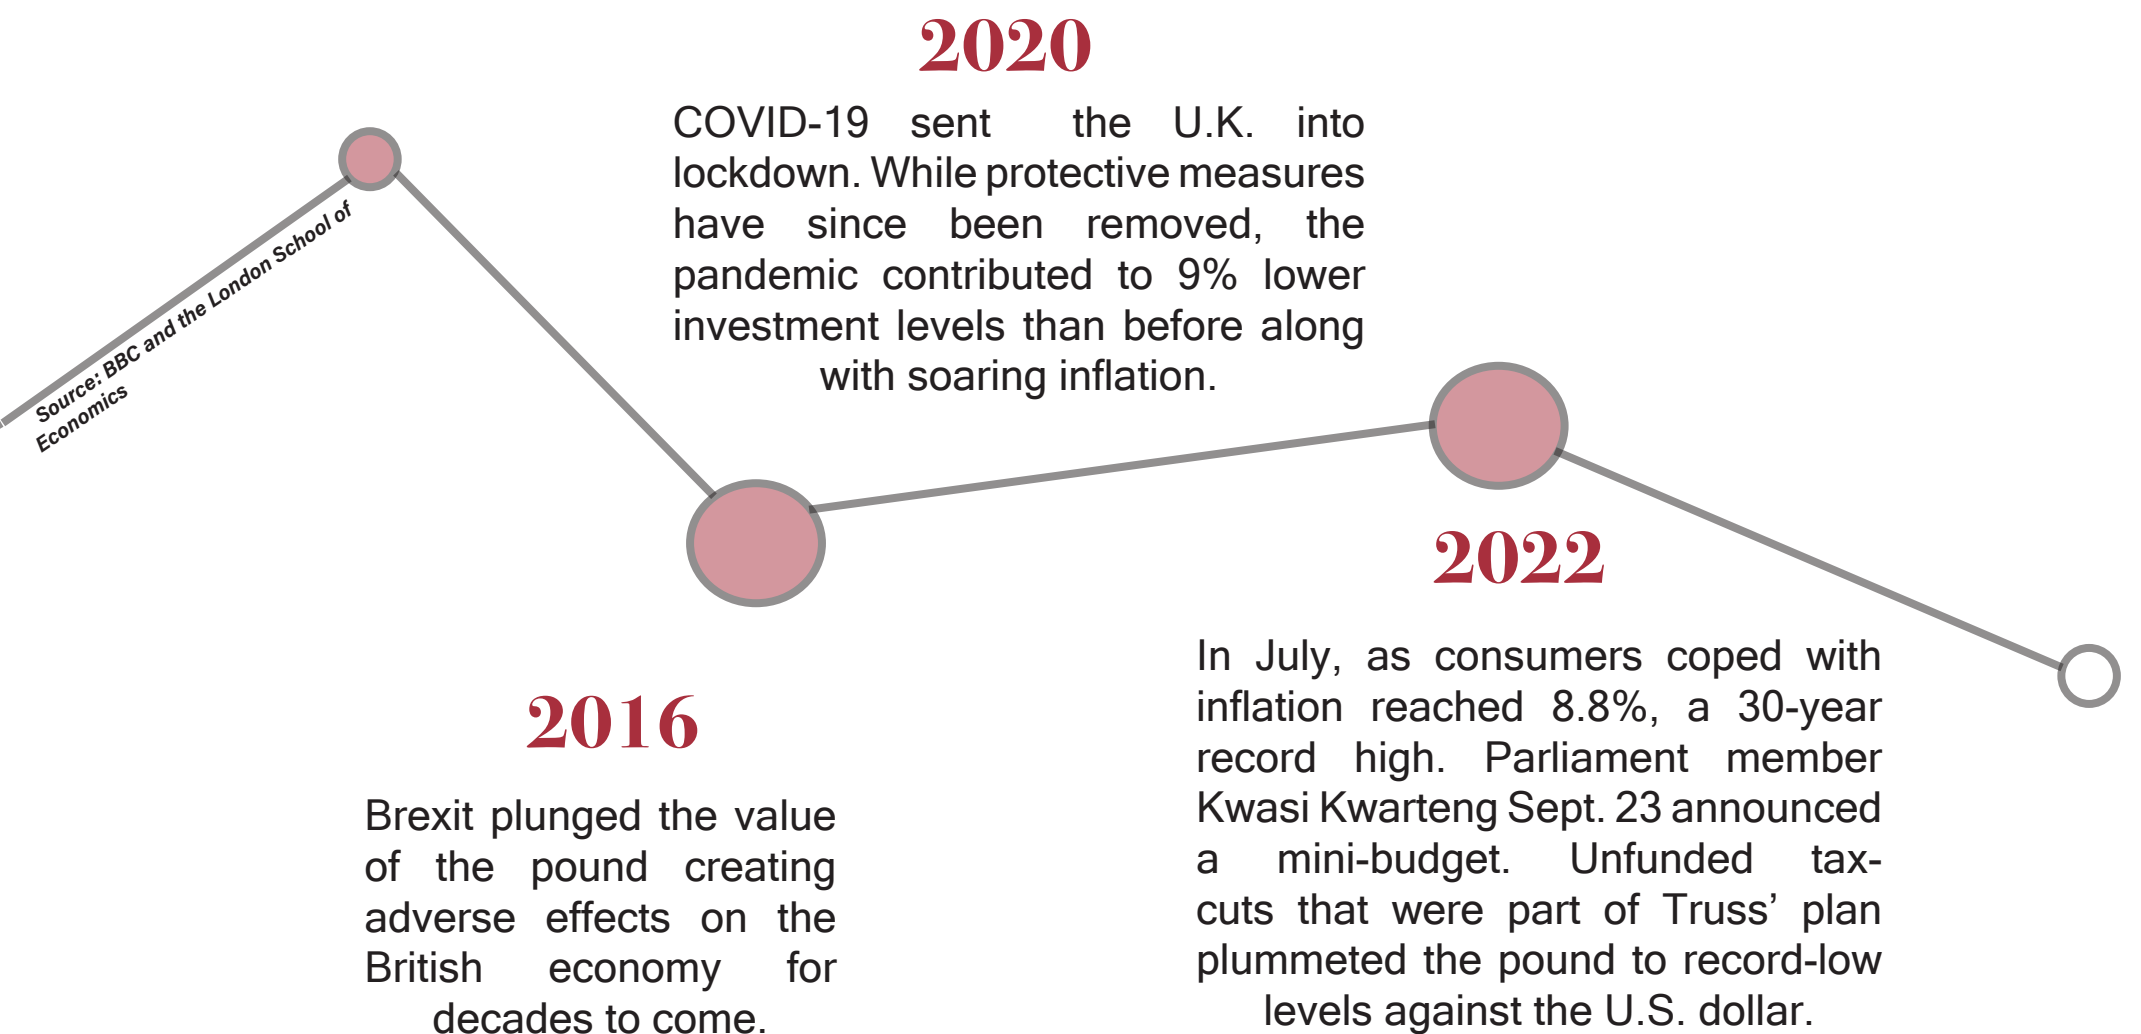 2020
COVID-19 sent the U.K. into
lockdown. While protective measures
have since been removed, the
pandemic contributed to 9% lower
investment levels than before along
with soaring inflation.
Source: BBC and the London School of
Economics
2016
Brexit plunged the value
of the pound creating
adverse effects on the
British economy for
decades to come.
2022
In July, as consumers coped with
inflation reached 8.8%, a 30-year
record high. Parliament member
Kwasi Kwarteng Sept. 23 announced
a mini-budget. Unfunded tax-
cuts that were part of Truss’ plan
plummeted the pound to record-low
levels against the U.S. dollar.